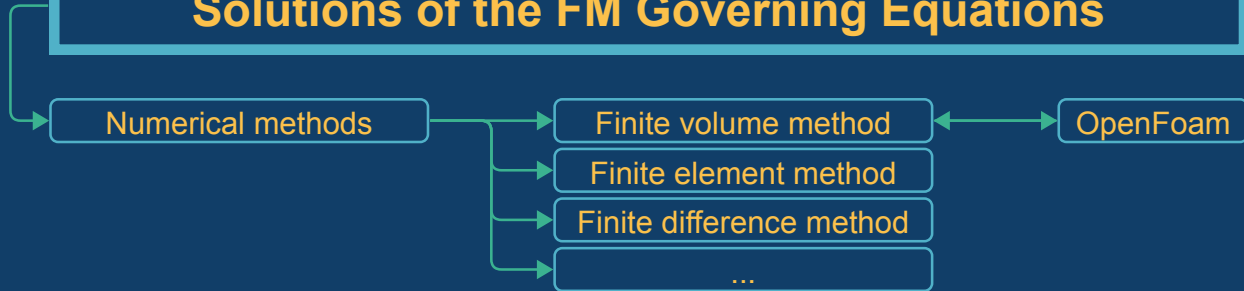 Solutions of the FM Governing Equations
Numerical methods
Finite volume method
OpenFoam
Finite element method
Finite difference method
...